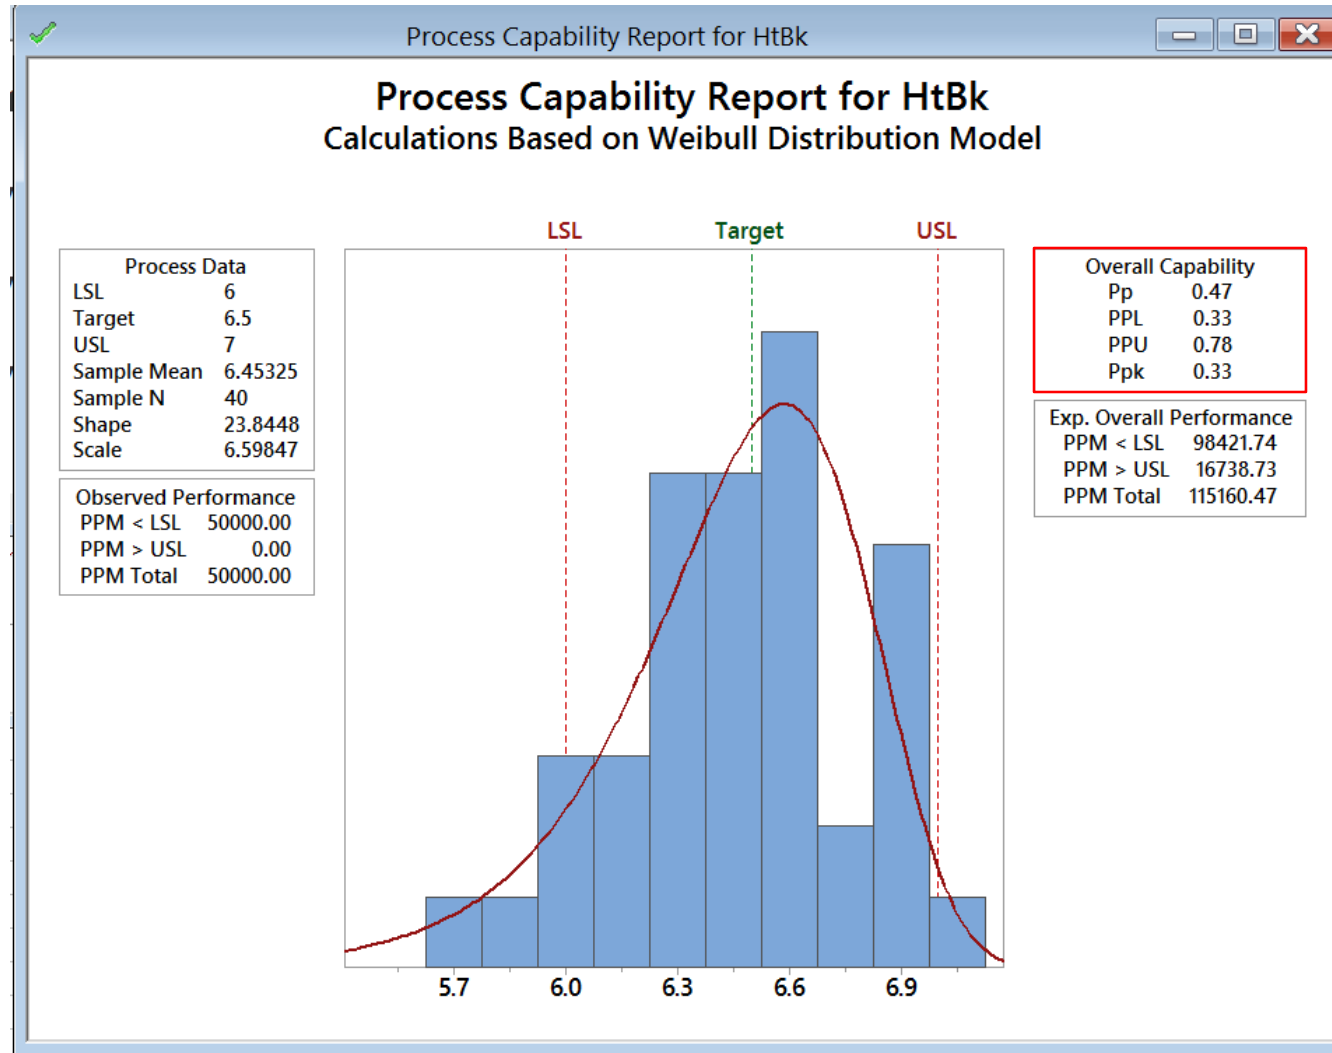 Process Capability Report for HtBk
Process Capability Report for HtBk
Calculations Based on Weibull Distribution Model
LSL Target USL
Process Data
LSL 6
Target 6.5
USL 7
Sample Mean 6.45325
Sample N 40
Shape 23.8448
Scale 6.59847
Observed Performance
PPM < LSL 50000.00
PPM > USL 0.00
PPM Total 50000.00
Overall Capability
Pp 0.47
PPL 0.33
PPU 0.78
Ppk 0.33
Exp. Overall Performance
PPM < LSL 98421.74
PPM > USL 16738.73
PPM Total 115160.47
5.7 6.0 6.3 6.6 6.9